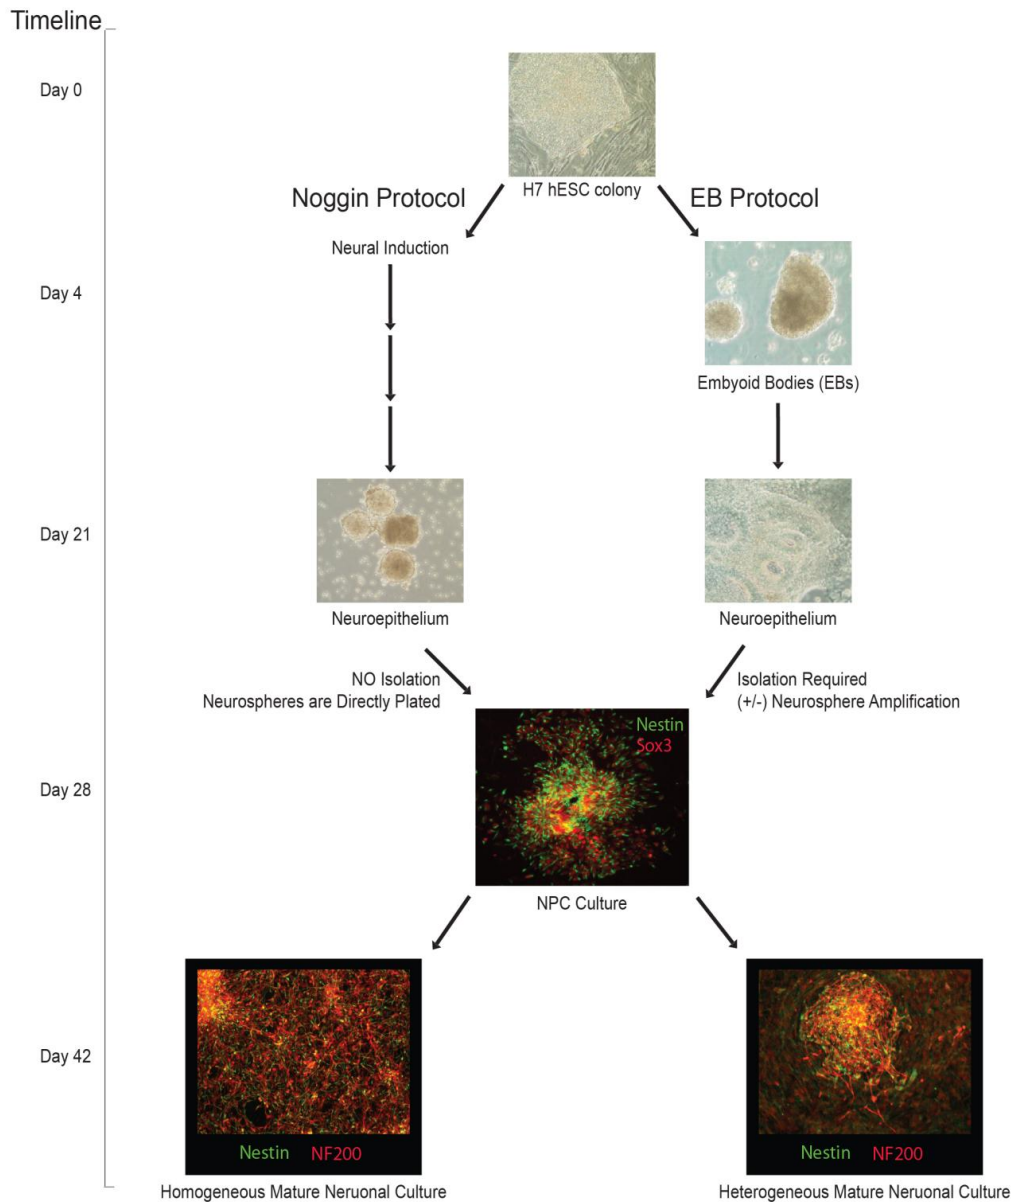 Timeline
Day 0
H7 hESC colony
Noggin Protocol
EB Protocol
Neural Induction
Day 4
Embyoid Bodies (EBs)
Day 21
Neuroepithelium
Neuroepithelium
NO Isolation
Neurospheres are Directly Plated
Isolation Required
(+/-) Neurosphere Amplification
Nestin
Sox3
Day 28
NPC Culture
Day 42
Nestin NF200
Nestin NF200
Homogeneous Mature Neruonal Culture
Heterogeneous Mature Neruonal Culture